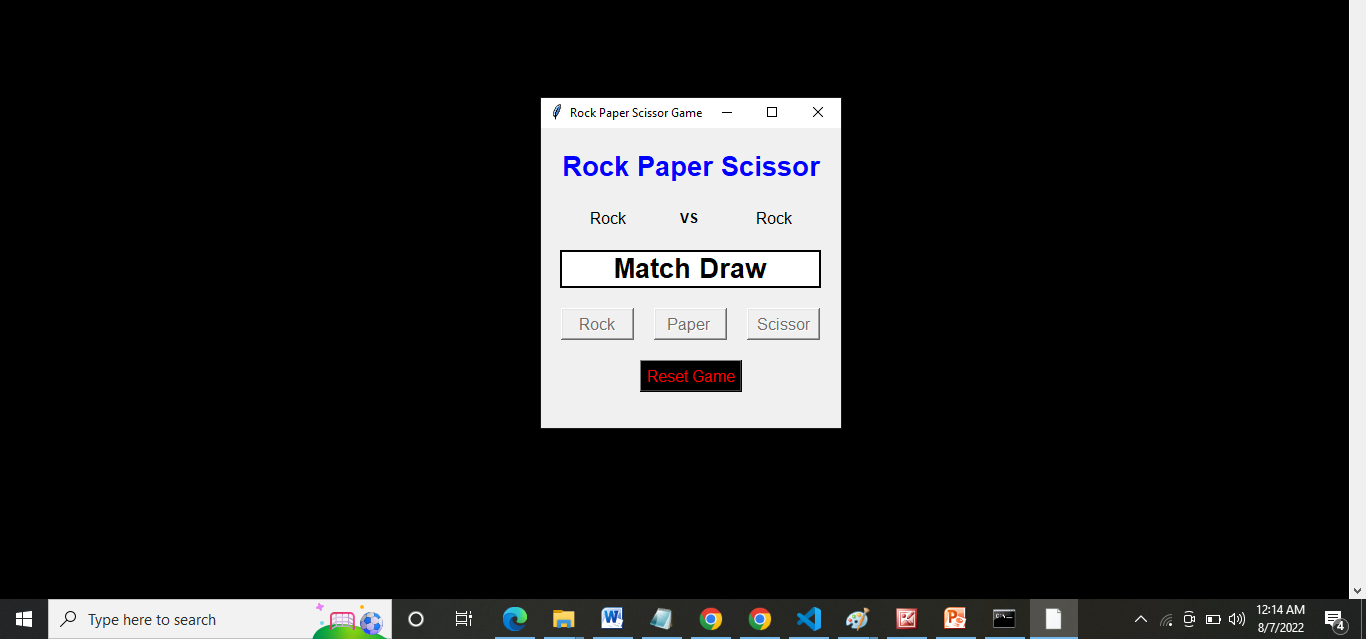 Rock Paper Scissor Game
Rock Paper Scissor
Rock vs Rock
Match Draw
Rock Paper Scissor
Reset Game
Type here to search
12:14 AM
8/7/2022
4